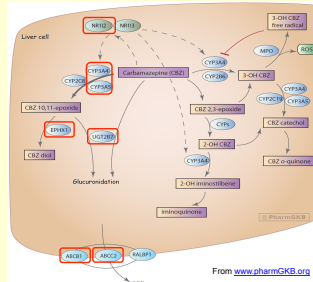 3-OH CBZ
free radical
NR1I2
NR1I3
Liver cell
MPO
ROS
CYP3A4
CYP3A4
Carbamazepine (CBZ)
CYP2B6
3-OH CBZ
CYP2C8
CYP3A5
CYP3A4
CBZ 10,11-epoxide
CBZ 2,3-epoxide
CYP2C19
CYP3A5
CYPs
CBZ catechol
EPHX1
UGT2B7
2-OH CBZ
CBZ diol
CYP3A4
CBZ o-quinone
Glucuronidation
2-OH iminostilbene
Iminoquinone
© PharmGKB
ABCB1
ABCC2
RALBP1
From www.pharmGKB.org